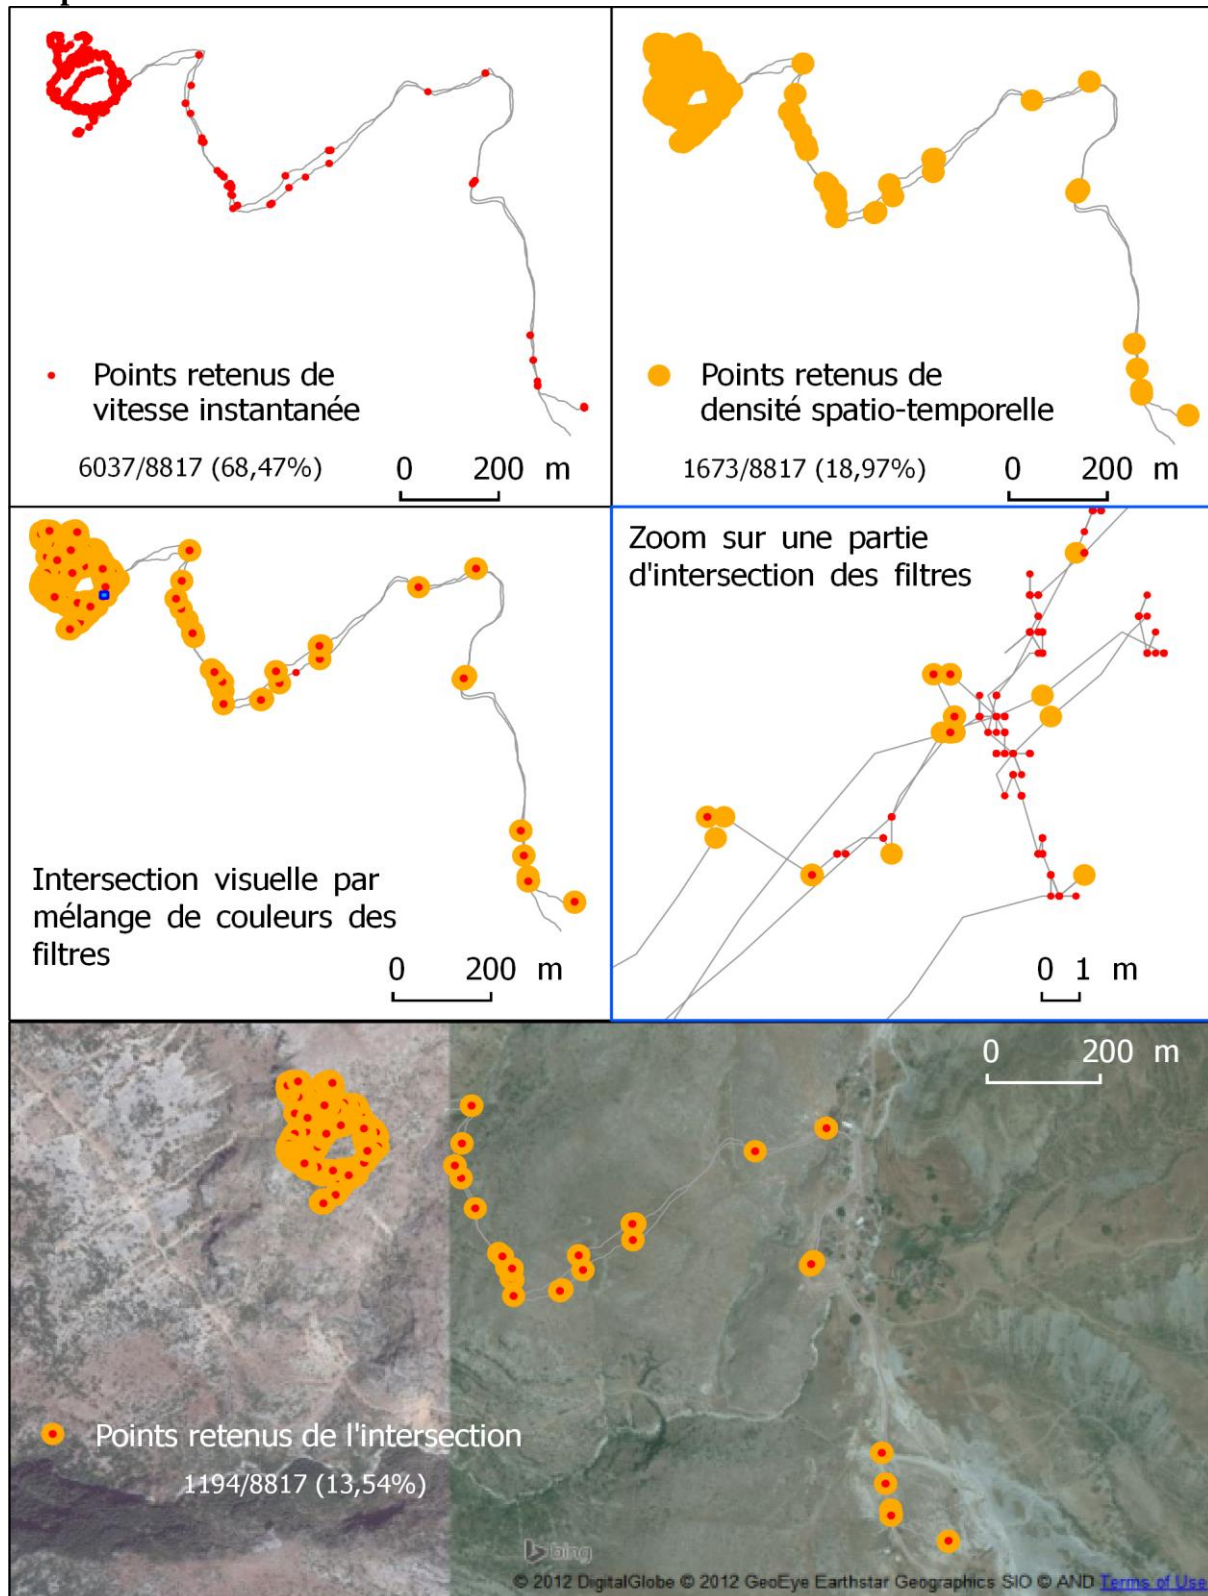 Points retenus de
vitesse instantanée
6037/8817 (68,47%)
0 200 m
Points retenus de
densité spatio-temporelle
1673/8817 (18,97%)
0 200 m
Intersection visuelle par
mélange de couleurs des
filtres
0 200 m
Zoom sur une partie
d'intersection des filtres
0 1 m
0 200 m
Points retenus de l'intersection
1194/8817 (13,54%)
bing
© 2012 DigitalGlobe © 2012 GeoEye Earthstar Geographics SIO © AND Terms of Use